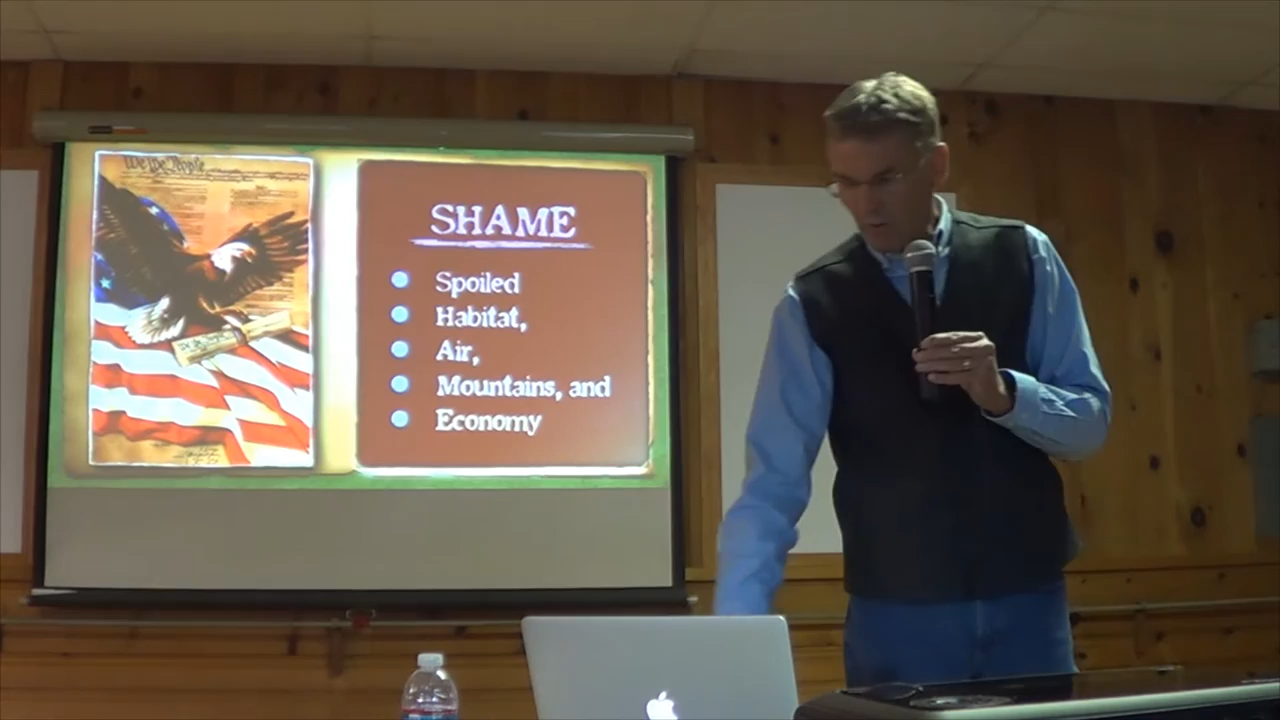 We the People
SHAME
Spoiled
Habitat,
Air,
Mountains, and
Economy